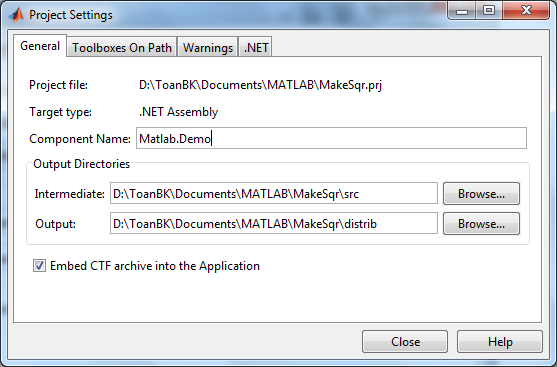 Project Settings
General Toolboxes On Path Warnings .NET
Project file: D:\ToanBK\Documents\MATLAB\MakeSqr.prj
Target type: .NET Assembly
Component Name: Matlab.Demo
Output Directories
Intermediate: D:\ToanBK\Documents\MATLAB\MakeSqr\src Browse...
Output: D:\ToanBK\Documents\MATLAB\MakeSqr\distrib Browse...
Embed CTF archive into the Application
Close Help